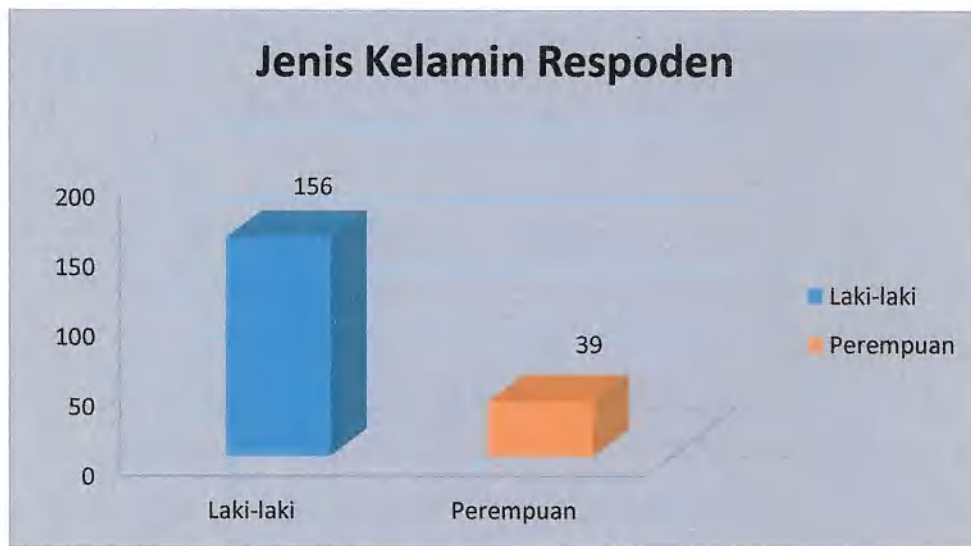 Jenis Kelamin Respoden
156
200
150
39
100
50
0
Laki-laki
Perempuan
Laki-laki
Perempuan